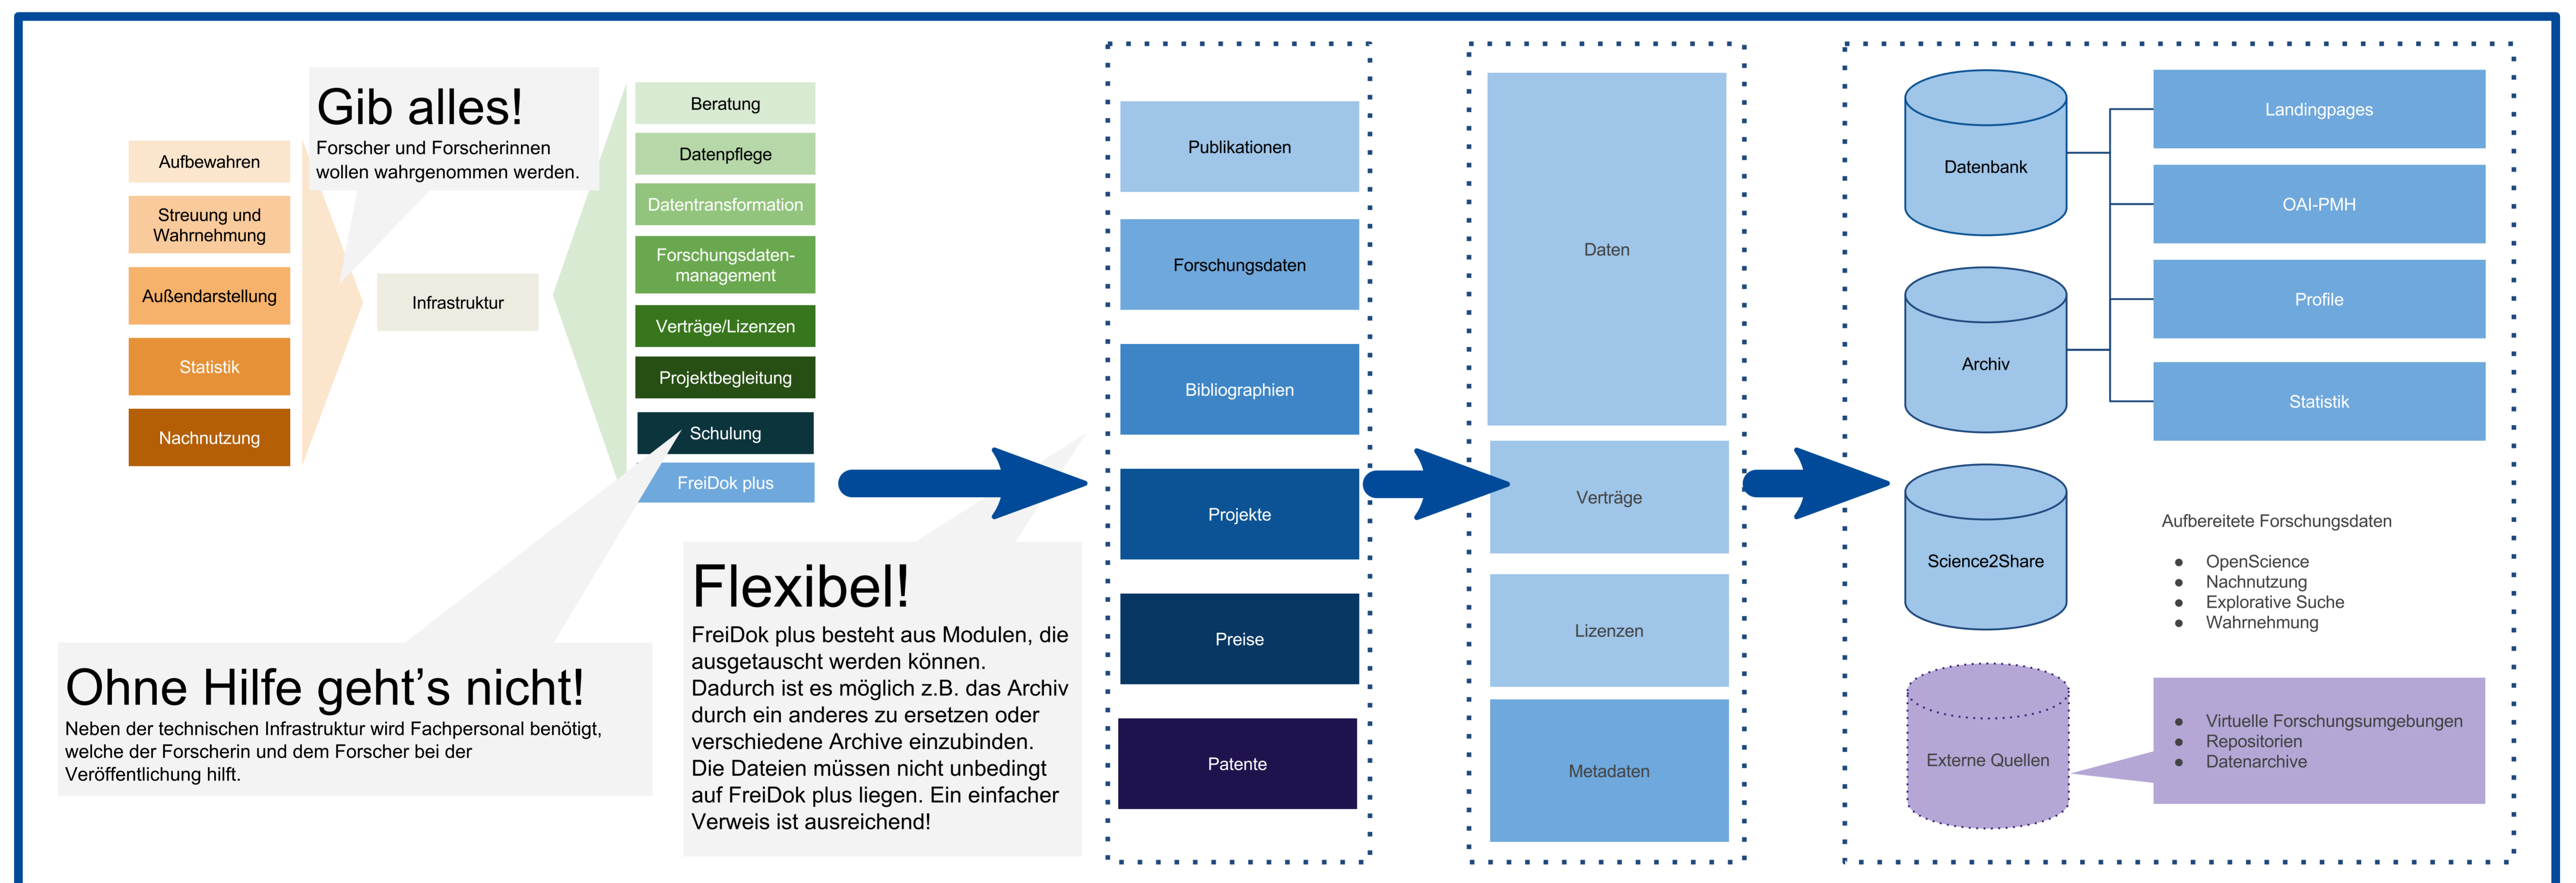 Gib alles!
Forscher und Forscherinnen
wollen wahrgenommen werden.
Aufbewahren
Streuung und
Wahrnehmung
Außendarstellung
Statistik
Nachnutzung
Infrastruktur
Beratung
Datenpflege
Datentransformation
Forschungsdaten-
management
Verträge/Lizenzen
Projektbegleitung
Schulung
FreiDok plus
Ohne Hilfe geht’s nicht!
Neben der technischen Infrastruktur wird Fachpersonal benötigt,
welche der Forscherin und dem Forscher bei der
Veröffentlichung hilft.
Flexibel!
FreiDok plus besteht aus Modulen, die
ausgetauscht werden können.
Dadurch ist es möglich z.B. das Archiv
durch ein anderes zu ersetzen oder
verschiedene Archive einzubinden.
Die Dateien müssen nicht unbedingt
auf FreiDok plus liegen. Ein einfacher
Verweis ist ausreichend!
Publikationen
Forschungsdaten
Bibliographien
Projekte
Preise
Patente
Daten
Verträge
Lizenzen
Metadaten
Datenbank
Archiv
Science2Share
Externe Quellen
Landingpages
OAI-PMH
Profile
Statistik
Aufbereitete Forschungsdaten
● OpenScience
● Nachnutzung
● Explorative Suche
● Wahrnehmung
● Virtuelle Forschungsumgebungen
● Repositorien
● Datenarchive